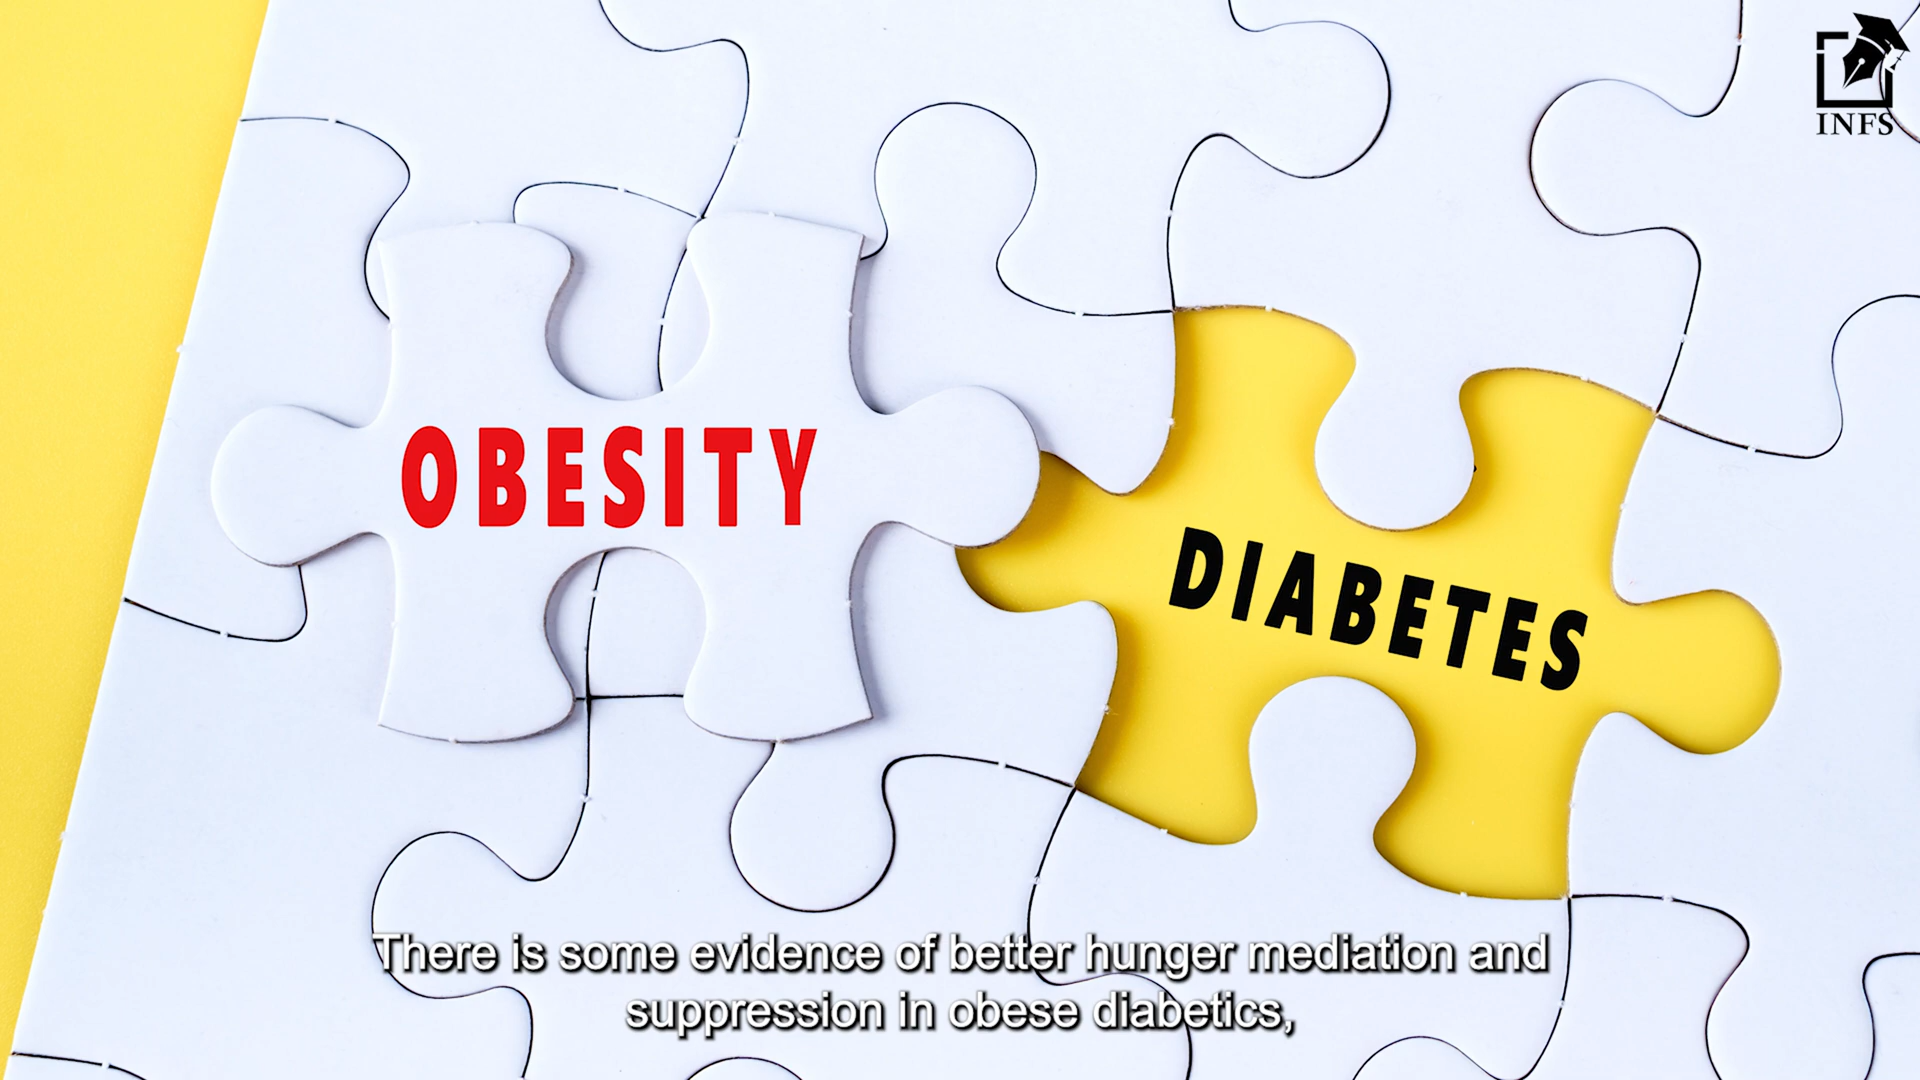 INFS
OBESITY
DIABETES
There is some evidence of better hunger mediation and
suppression in obese diabetics,